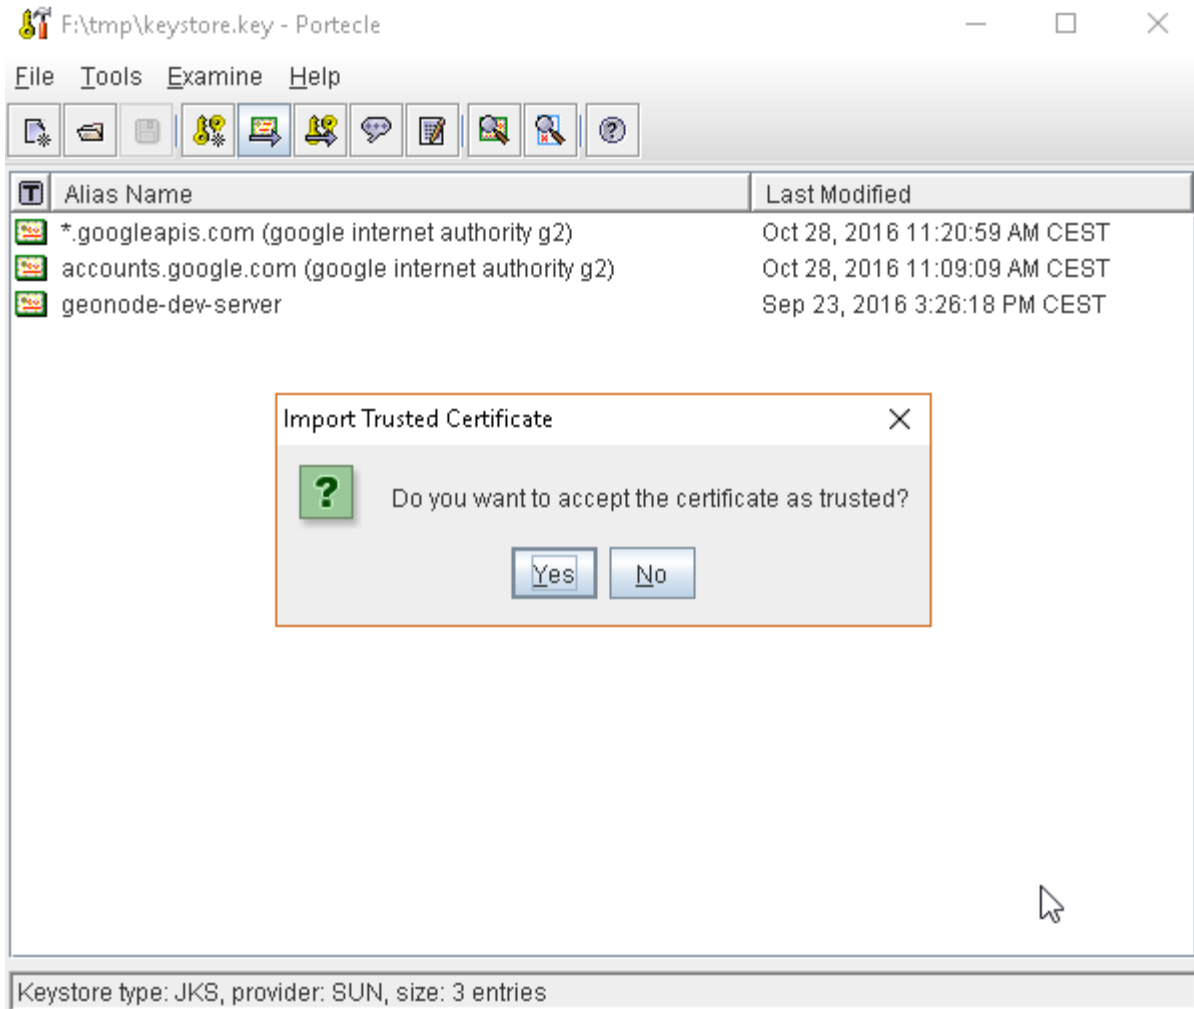 F:\tmp\keystore.key - Portecle
File Tools Examine Help
T Alias Name Last Modified
*.googleapis.com (google internet authority g2) Oct 28, 2016 11:20:59 AM CEST
accounts.google.com (google internet authority g2) Oct 28, 2016 11:09:09 AM CEST
geonode-dev-server Sep 23, 2016 3:26:18 PM CEST
Import Trusted Certificate
? Do you want to accept the certificate as trusted?
Yes No
Keystore type: JKS, provider: SUN, size: 3 entries